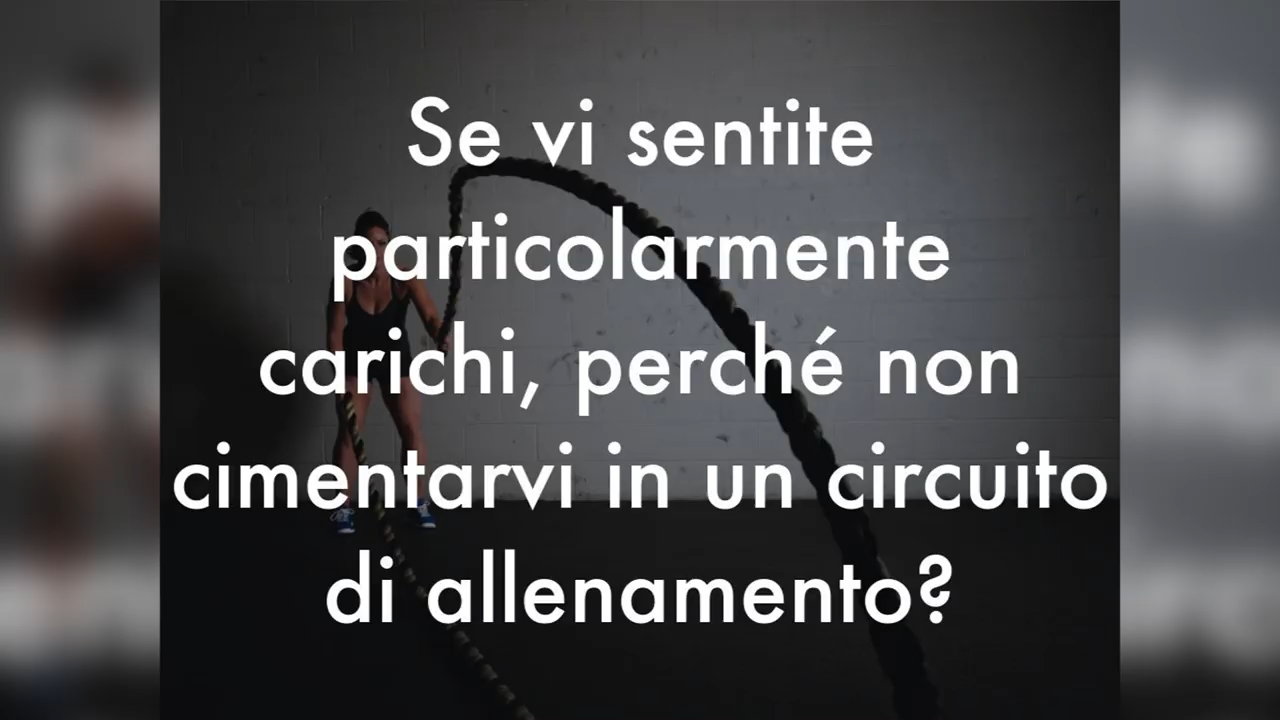 Se vi sentite
particolarmente
carichi, perché non
cimentarvi in un circuito
di allenamento?